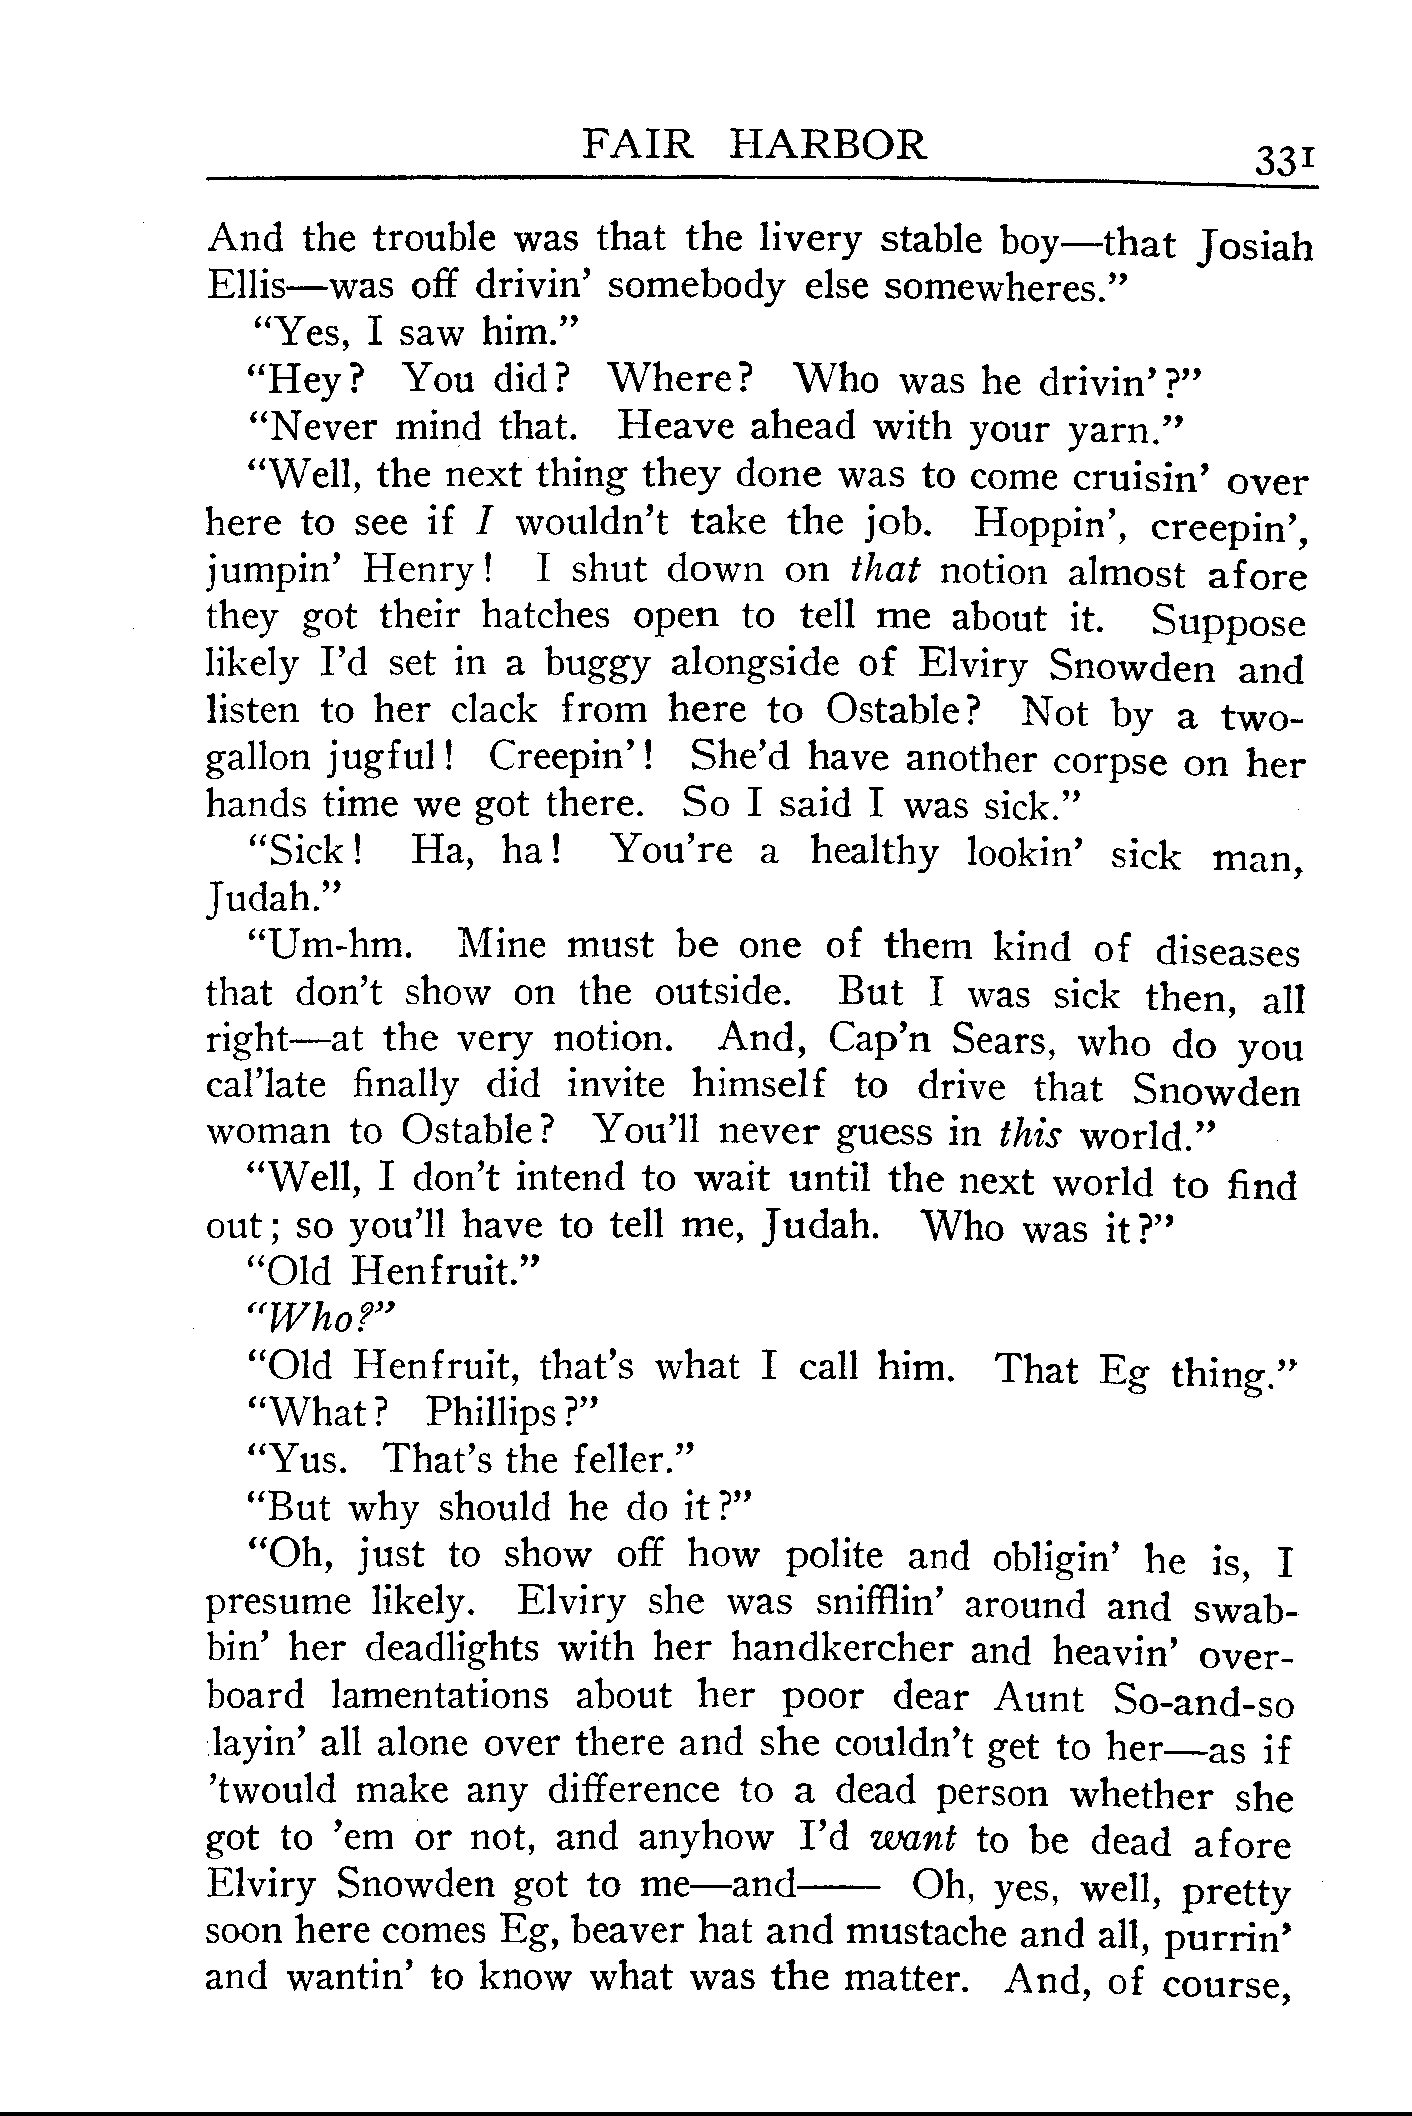 FAIR HARBOR 331
And the trouble was that the livery stable boy—that Josiah
Ellis—was off drivin’ somebody else somewheres.”
“Yes, I saw him.”
“Hey? You did? Where? Who was he drivin’?”
“Never mind that. Heave ahead with your yarn.”
“Well, the next thing they done was to come cruisin’ over
here to see if I wouldn’t take the job. Hoppin’, creepin’,
jumpin’ Henry! I shut down on that notion almost afore
they got their hatches open to tell me about it. Suppose
likely I’d set in a buggy alongside of Elviry Snowden and
listen to her clack from here to Ostable? Not by a two-
gallon jugful! Creepin’! She’d have another corpse on her
hands time we got there. So I said I was sick.”
“Sick! Ha, ha! You’re a healthy lookin’ sick man,
Judah.”
“Um-hm. Mine must be one of them kind of diseases
that don’t show on the outside. But I was sick then, all
right—at the very notion. And, Cap’n Sears, who do you
cal’late finally did invite himself to drive that Snowden
woman to Ostable? You’ll never guess in this world.”
“Well, I don’t intend to wait until the next world to find
out; so you’ll have to tell me, Judah. Who was it?”
“Old Henfruit.”
“Who?”
“Old Henfruit, that’s what I call him. That Eg thing.”
“What? Phillips?”
“Yus. That’s the feller.”
“But why should he do it?”
“Oh, just to show off how polite and obligin’ he is, I
presume likely. Elviry she was snifflin’ around and swab-
bin’ her deadlights with her handkercher and heavin’ over-
board lamentations about her poor dear Aunt So-and-so
layin’ all alone over there and she couldn’t get to her—as if
’twould make any difference to a dead person whether she
got to ’em or not, and anyhow I’d want to be dead afore
Elviry Snowden got to me—and—— Oh, yes, well, pretty
soon here comes Eg, beaver hat and mustache and all, purrin’
and wantin’ to know what was the matter. And, of course,